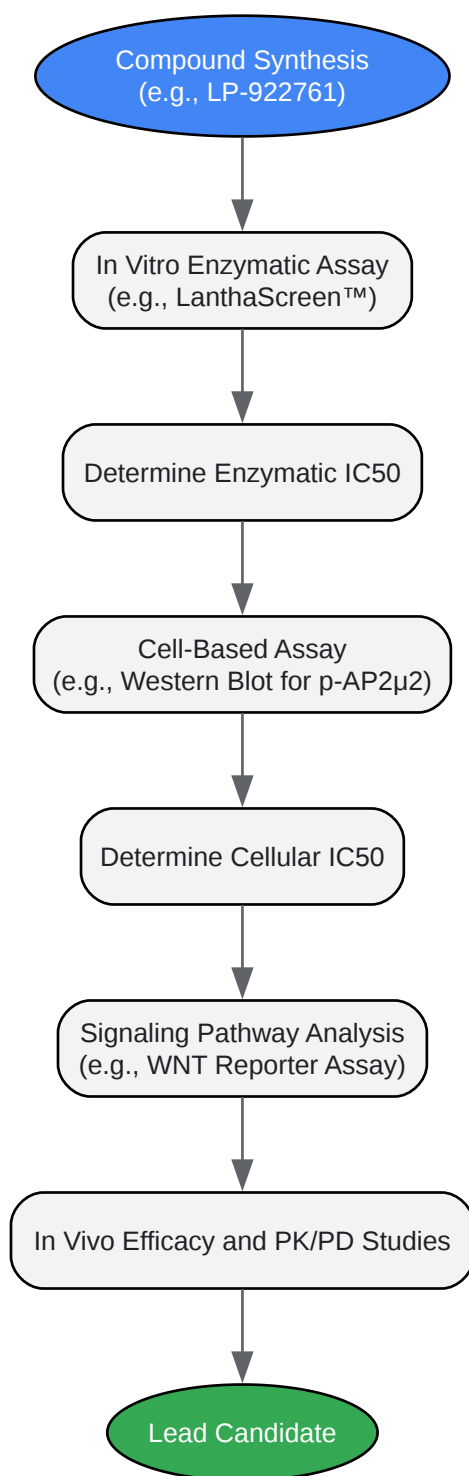 Compound Synthesis
(e.g., LP-922761)
In Vitro Enzymatic Assay
(e.g., LanthaScreen™)
Determine Enzymatic IC50
Cell-Based Assay
(e.g., Western Blot for p-AP2μ2)
Determine Cellular IC50
Signaling Pathway Analysis
(e.g., WNT Reporter Assay)
In Vivo Efficacy and PK/PD Studies
Lead Candidate